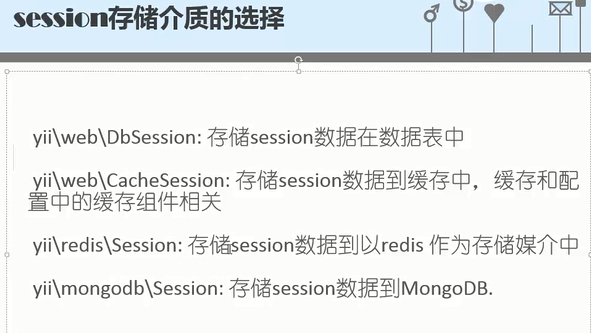 session存储介质的选择
yii\web\DbSession: 存储session数据在数据表中
yii\web\CacheSession: 存储session数据到缓存中，缓存和配
置中的缓存组件相关
yii\redis\Session: 存储session数据到以redis 作为存储媒介中
yii\mongodb\Session: 存储session数据到MongoDB.